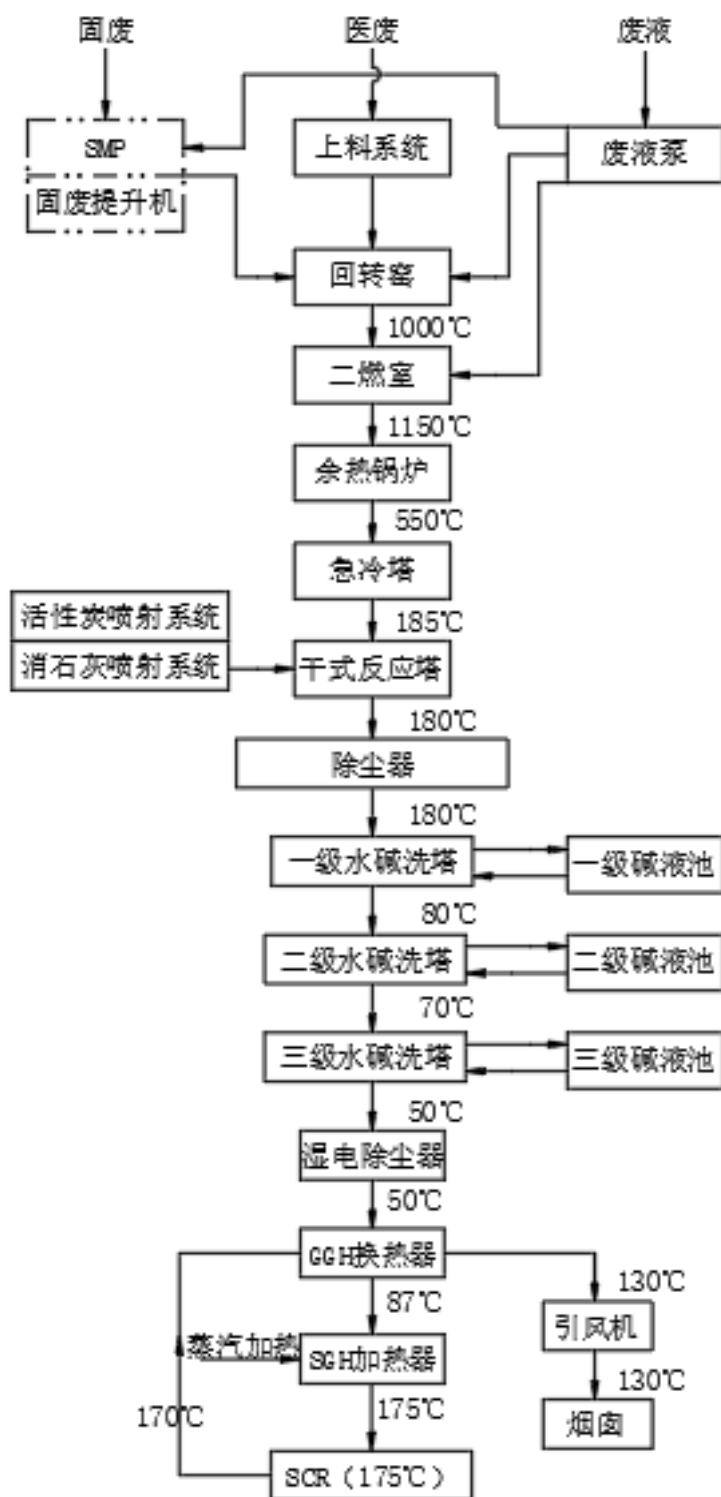 固废
医废
废液
SMP
固废提升机
上料系统
废液泵
回转窑
1000℃
二燃室
1150℃
余热锅炉
550℃
急冷塔
185℃
活性炭喷射系统
消石灰喷射系统
干式反应塔
180℃
除尘器
180℃
一级水碱洗塔
一级碱液池
80℃
二级水碱洗塔
二级碱液池
70℃
三级水碱洗塔
三级碱液池
50℃
湿电除尘器
50℃
GGH换热器
130℃
87℃
引风机
蒸汽加热
SGH加热器
130℃
170℃
175℃
烟囱
SCR（175℃）